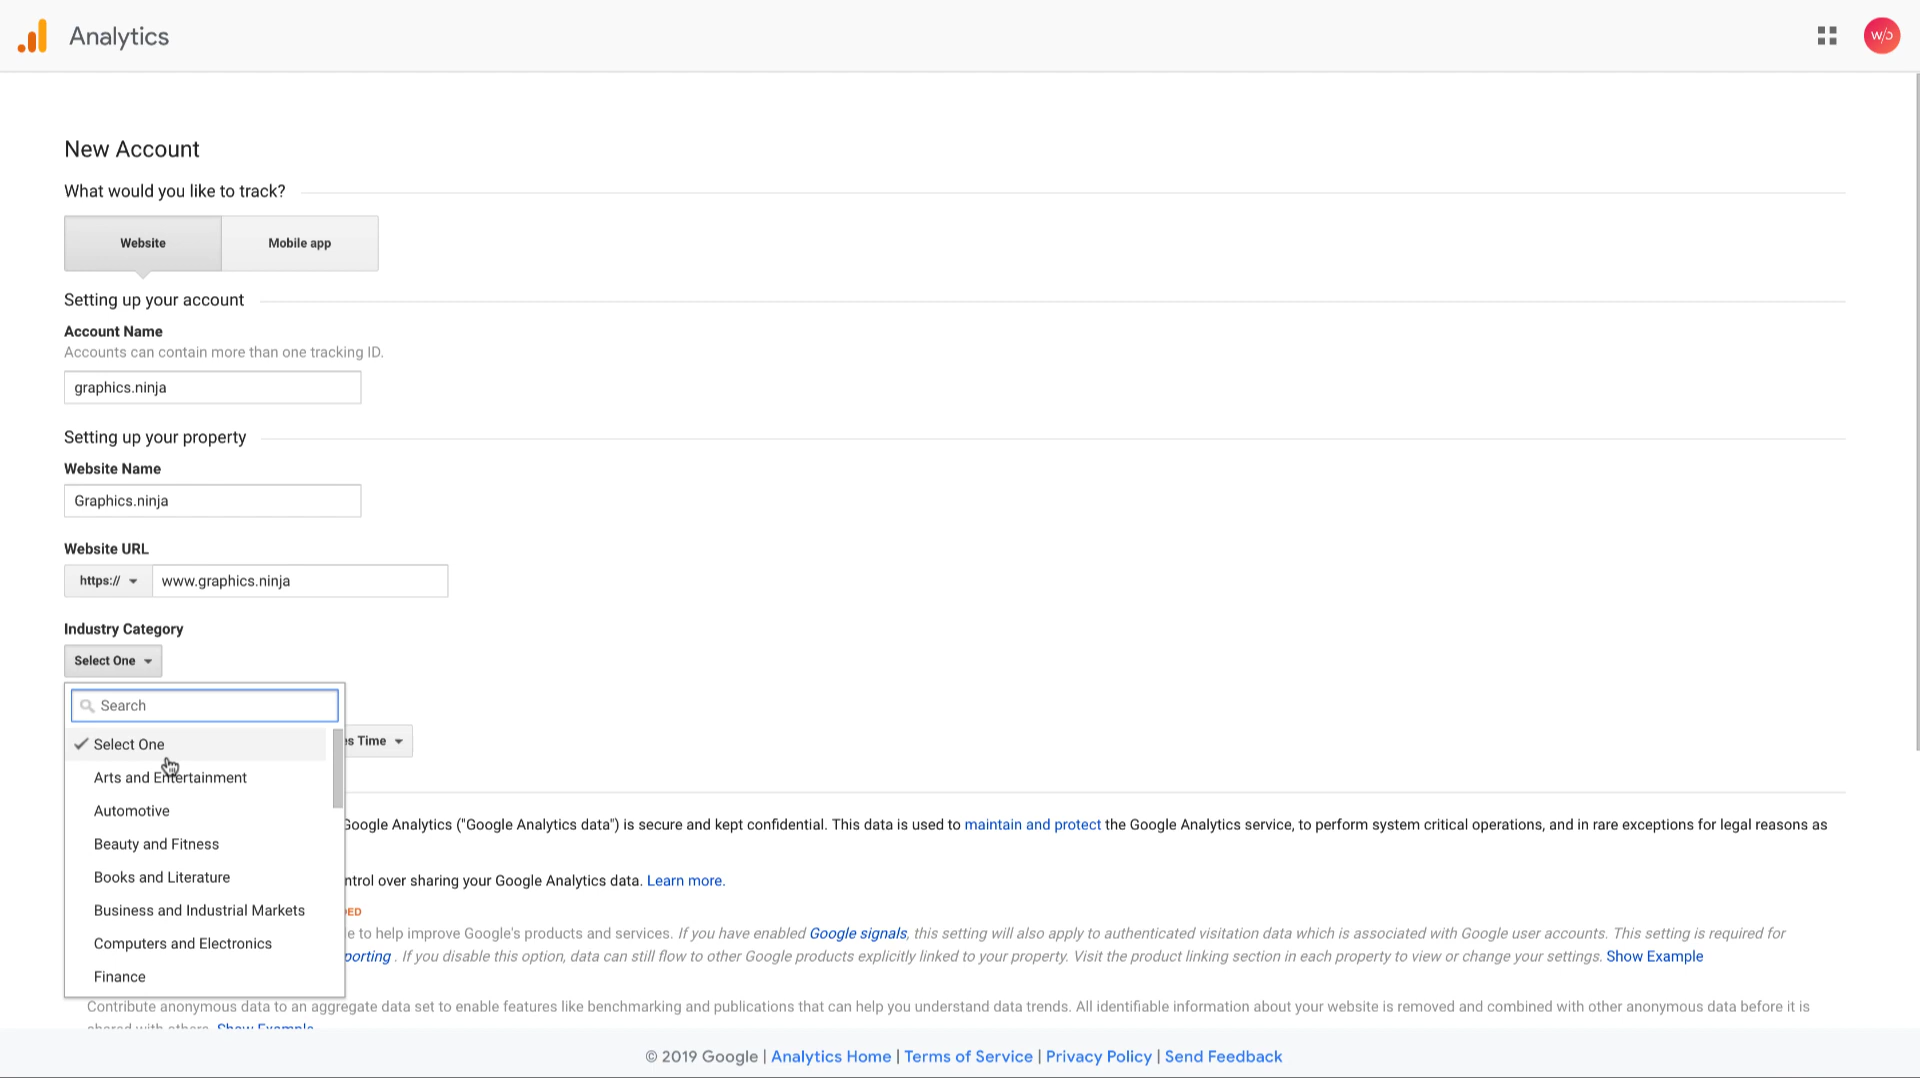 Analytics
W/O
New Account
What would you like to track?
Website
Mobile app
Setting up your account
Account Name
Accounts can contain more than one tracking ID.
graphics.ninja
Setting up your property
Website Name
Graphics.ninja
Website URL
https://
www.graphics.ninja
Industry Category
Select One
Search
Select One
s Time
Arts and Entertainment
Automotive
Google Analytics ("Google Analytics data") is secure and kept confidential. This data is used to maintain and protect the Google Analytics service, to perform system critical operations, and in rare exceptions for legal reasons as
Beauty and Fitness
Books and Literature
ntrol over sharing your Google Analytics data. Learn more.
Business and Industrial Markets
DED
e to help improve Google's products and services. If you have enabled Google signals, this setting will also apply to authenticated visitation data which is associated with Google user accounts. This setting is required for
Computers and Electronics
porting . If you disable this option, data can still flow to other Google products explicitly linked to your property. Visit the product linking section in each property to view or change your settings. Show Example
Finance
Contribute anonymous data to an aggregate data set to enable features like benchmarking and publications that can help you understand data trends. All identifiable information about your website is removed and combined with other anonymous data before it is
shared with others. Show Example
© 2019 Google | Analytics Home | Terms of Service | Privacy Policy | Send Feedback